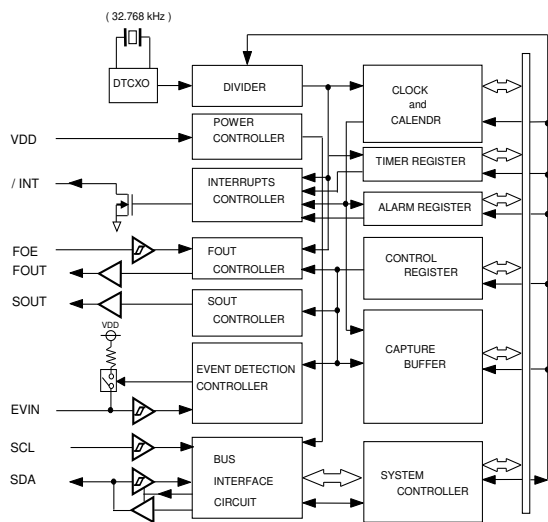 ( 32.768 kHz )
DTCXO
DIVIDER
CLOCK
and
CALENDR
POWER
CONTROLLER
VDD
TIMER REGISTER
/ INT
INTERRUPTS
CONTROLLER
ALARM REGISTER
FOE
FOUT
FOUT
CONTROLLER
CONTROL
REGISTER
SOUT
SOUT
CONTROLLER
VDD
EVENT DETECTION
CONTROLLER
CAPTURE
BUFFER
EVIN
SCL
SDA
BUS
INTERFACE
CIRCUIT
SYSTEM
CONTROLLER